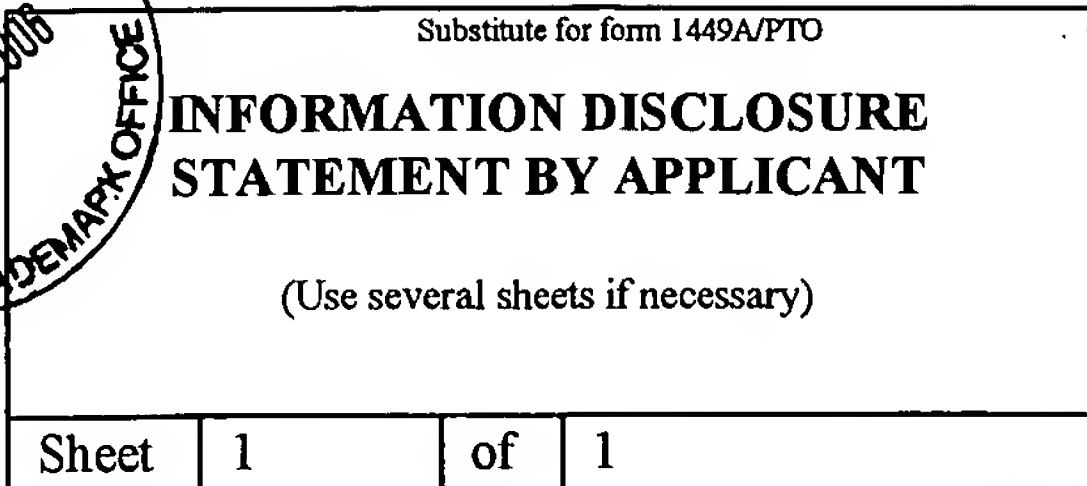 Substitute for form 1449A/PTO
INFORMATION DISCLOSURE
STATEMENT BY APPLICANT
(Use several sheets if necessary)
Sheet 1 of 1
OFFICE